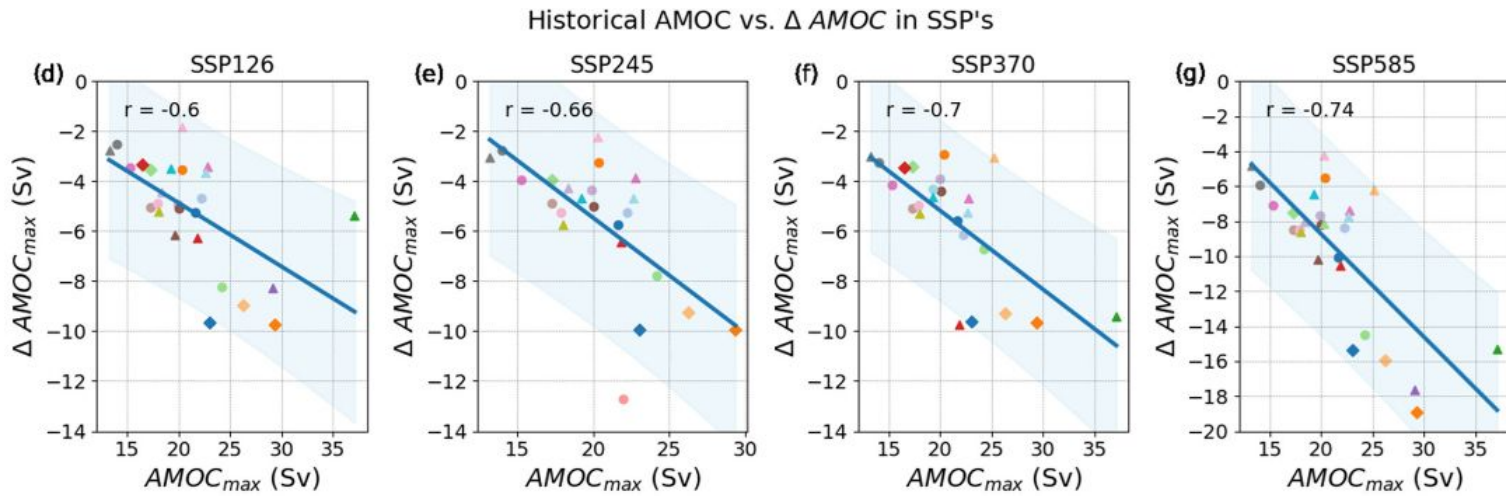 Historical AMOC vs. Δ AMOC in SSP's
(d) SSP126
(e) SSP245
(f) SSP370
(g) SSP585
r = -0.6
r = -0.66
r = -0.7
r = -0.74
Δ AMOCmax (Sv)
0
−2
−4
−6
−8
−10
−12
−14
15 20 25 30 35
AMOCmax (Sv)
Δ AMOCmax (Sv)
0
−2
−4
−6
−8
−10
−12
−14
15 20 25 30
AMOCmax (Sv)
Δ AMOCmax (Sv)
0
−2
−4
−6
−8
−10
−12
−14
15 20 25 30 35
AMOCmax (Sv)
Δ AMOCmax (Sv)
0
−2
−4
−6
−8
−10
−12
−14
−16
−18
−20
15 20 25 30 35
AMOCmax (Sv)